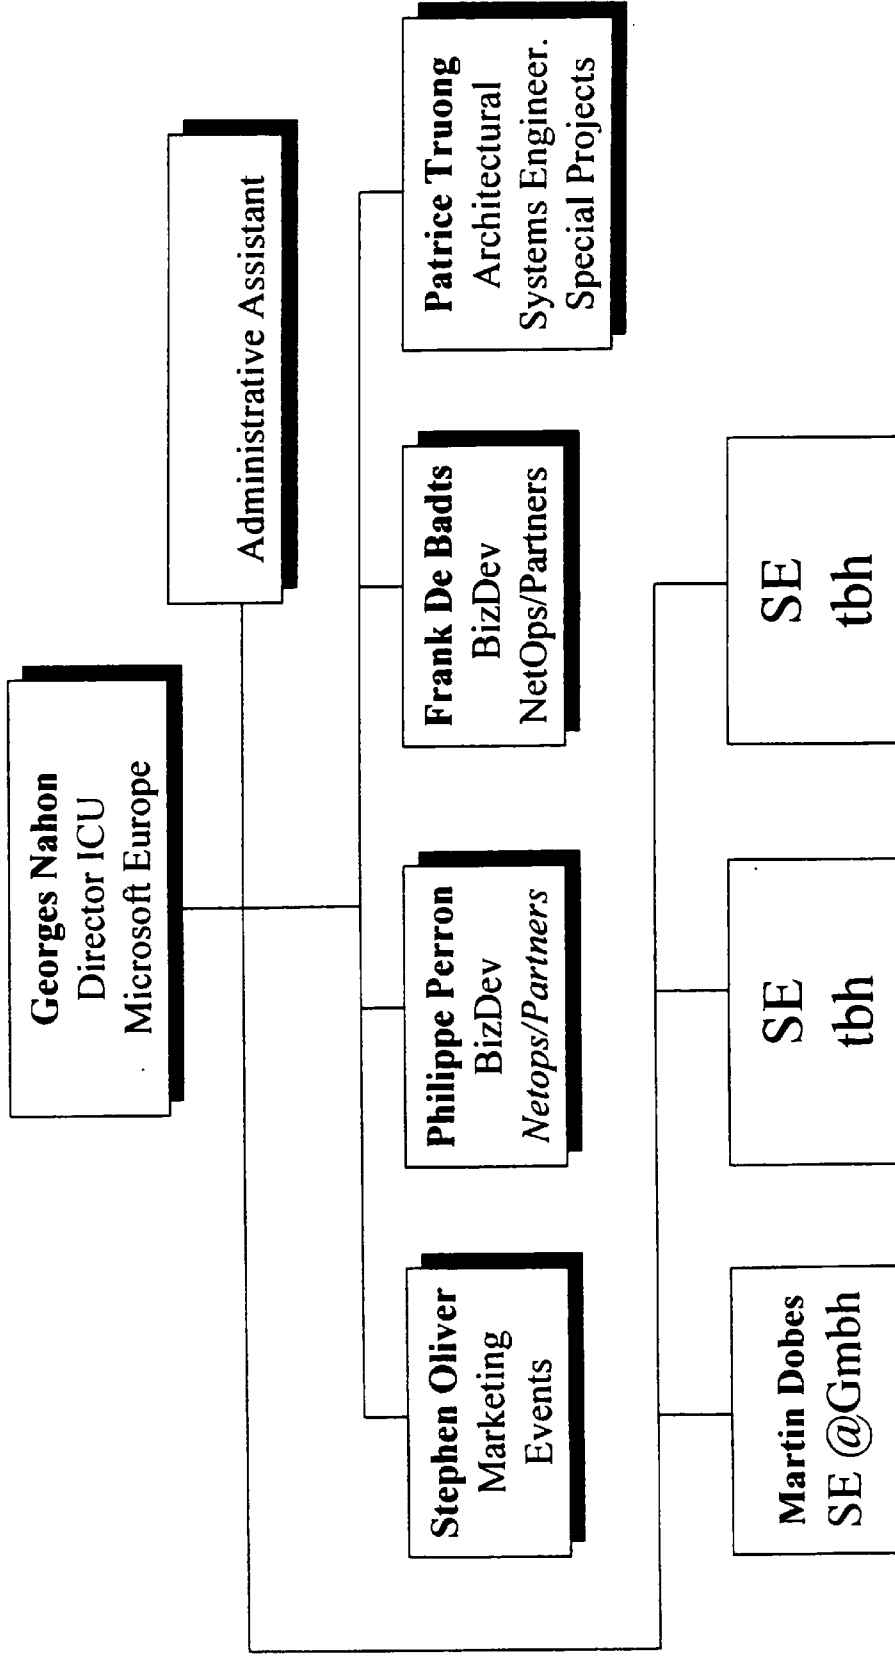 Georges Nahon
Director ICU
Microsoft Europe
Administrative Assistant
Stephen Oliver
Marketing
Events
Philippe Perron
BizDev
Netops/Partners
Frank De Badts
BizDev
NetOps/Partners
Patrice Truong
Architectural
Systems Engineer.
Special Projects
Martin Dobes
SE @Gmbh
SE
tbh
SE
tbh